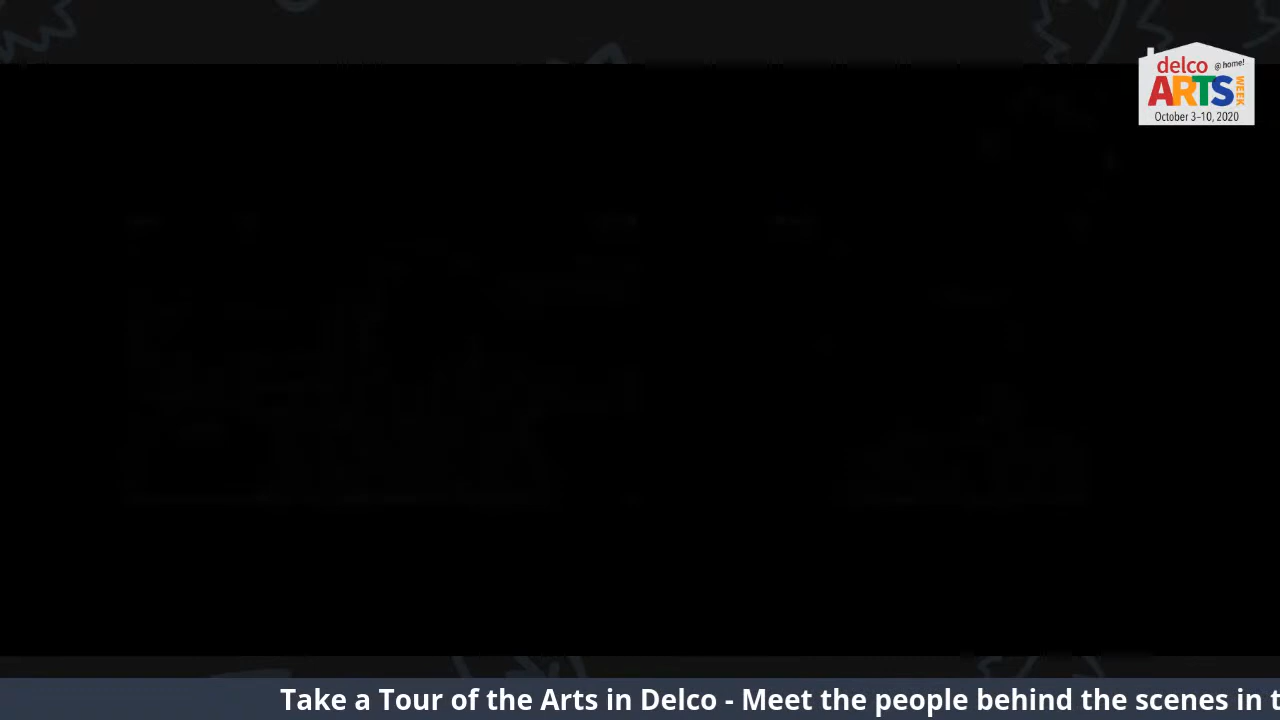 delco @ home!
ARTS WEEK
October 3-10, 2020
Take a Tour of the Arts in Delco - Meet the people behind the scenes in t